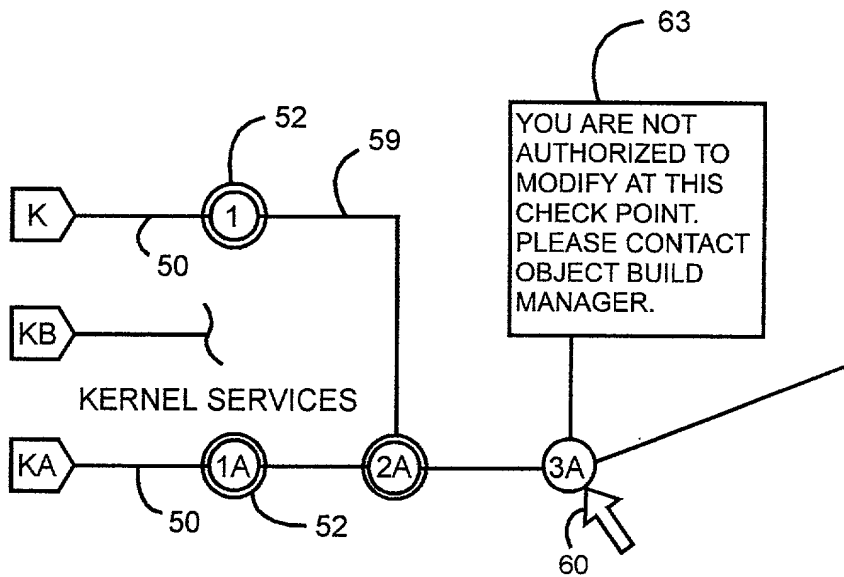 63
52
59
YOU ARE NOT
AUTHORIZED TO
MODIFY AT THIS
CHECK POINT.
PLEASE CONTACT
OBJECT BUILD
MANAGER.
K
1
50
KB
KERNEL SERVICES
KA
1A
2A
3A
50
52
60